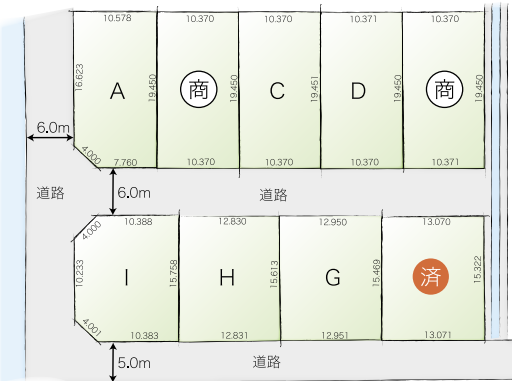 10.578 10.370 10.370 10.371 10.370
16.623 A 19.450 商 19.450 C 19.451 D 19.450 商 19.450
6.0m
4.000 7.760 10.370 10.370 10.370 10.371
道路 6.0m 道路
4.000 10.388 12.830 12.950 13.070
10.233 I 15.758 H 15.613 G 15.469 済 15.322
4.001 10.383 12.831 12.951 13.071
5.0m 道路